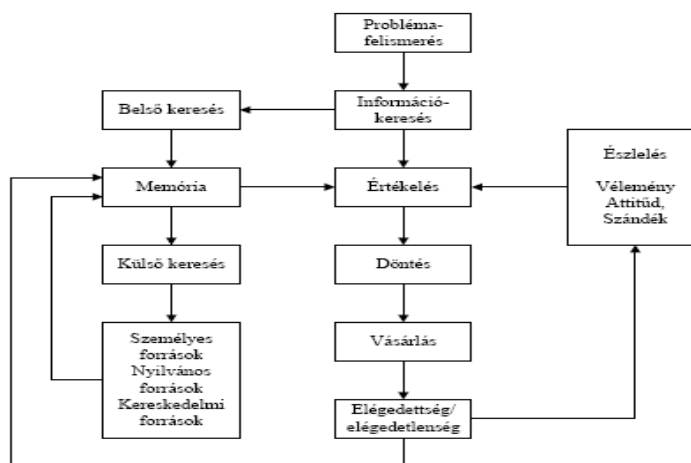 Probléma-
felismerés
Információ-
keresés
Belső keresés
Memória
Értékelés
Észlelés
Vélemény
Attitűd,
Szándék
Külső keresés
Döntés
Személyes
források
Nyilvános
források
Kereskedelmi
források
Vásárlás
Elégedettség/
elégedetlenség